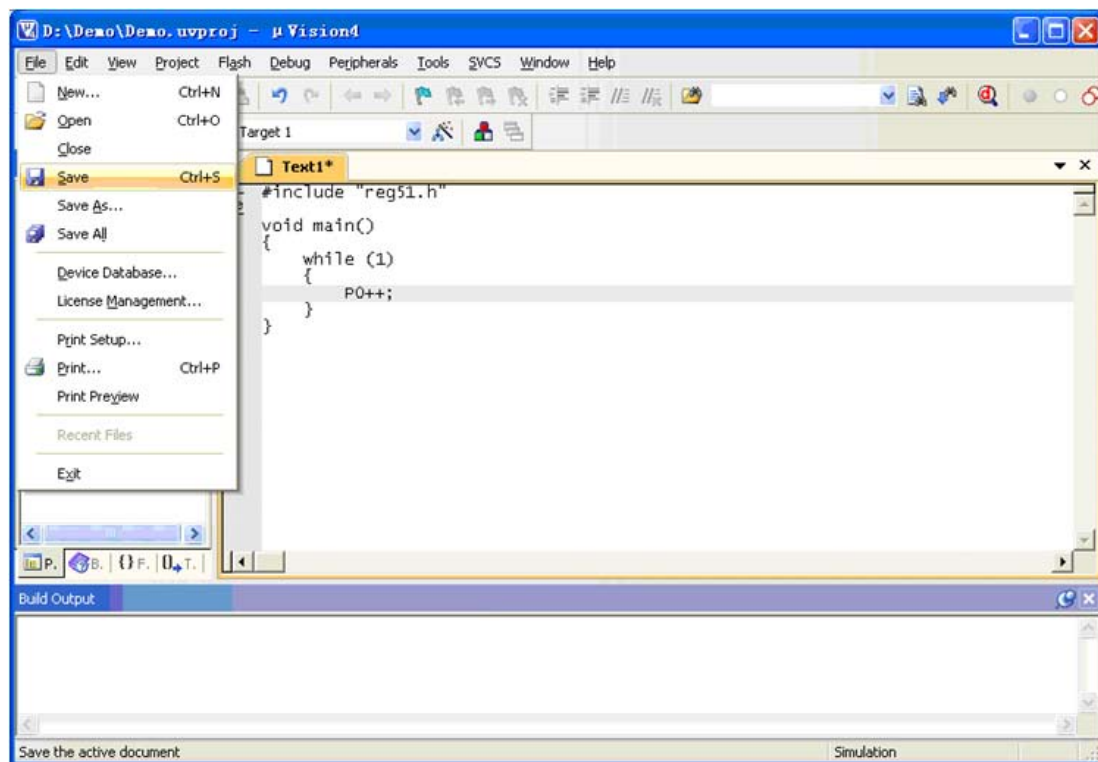 D:\Demo\Demo.uvproj - µVision4
File Edit View Project Flash Debug Peripherals Tools SVCS Window Help
New... Ctrl+N
Open Ctrl+O
Close
Save Ctrl+S
Save As...
Save All
Device Database...
License Management...
Print Setup...
Print... Ctrl+P
Print Preview
Recent Files
Exit
Target 1
Text1*
#include "reg51.h"
void main()
{
while (1)
{
P0++;
}
}
P. B. {} F. 0 T.
Build Output
Save the active document Simulation